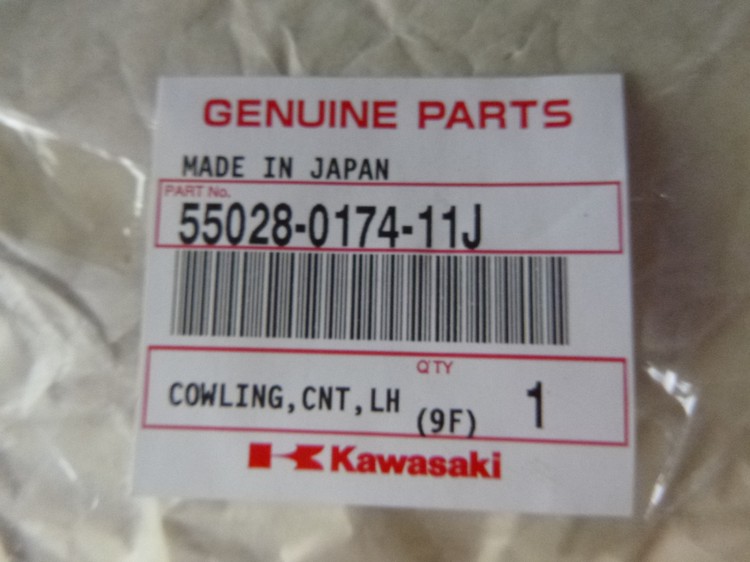 GENUINE PARTS
MADE IN JAPAN
PART No.
55028-0174-11J
Q'TY
COWLING,CNT,LH (9F) 1
Kawasaki